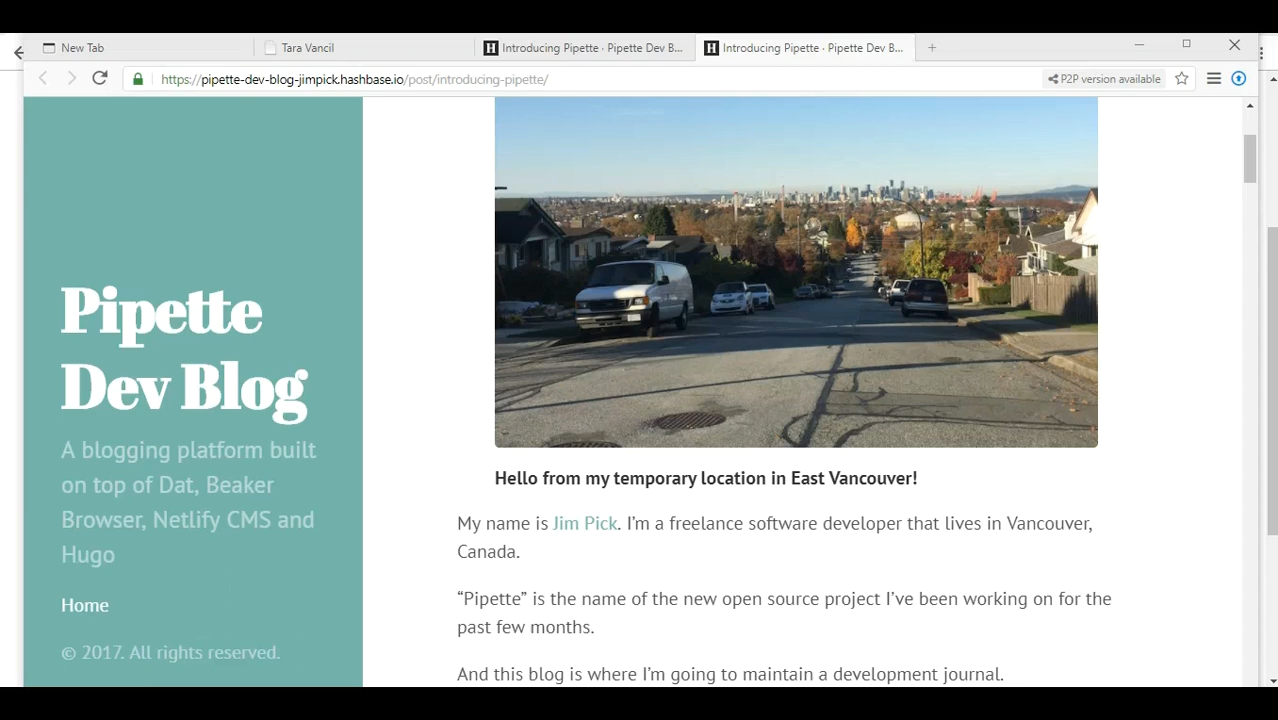 New Tab
Tara Vancil
Introducing Pipette · Pipette Dev B...
Introducing Pipette · Pipette Dev B...
https://pipette-dev-blog-jimpick.hashbase.io/post/introducing-pipette/
P2P version available
Pipette
Dev Blog
A blogging platform built
on top of Dat, Beaker
Browser, Netlify CMS and
Hugo
Home
© 2017. All rights reserved.
Hello from my temporary location in East Vancouver!
My name is Jim Pick. I’m a freelance software developer that lives in Vancouver,
Canada.
“Pipette” is the name of the new open source project I’ve been working on for the
past few months.
And this blog is where I’m going to maintain a development journal.